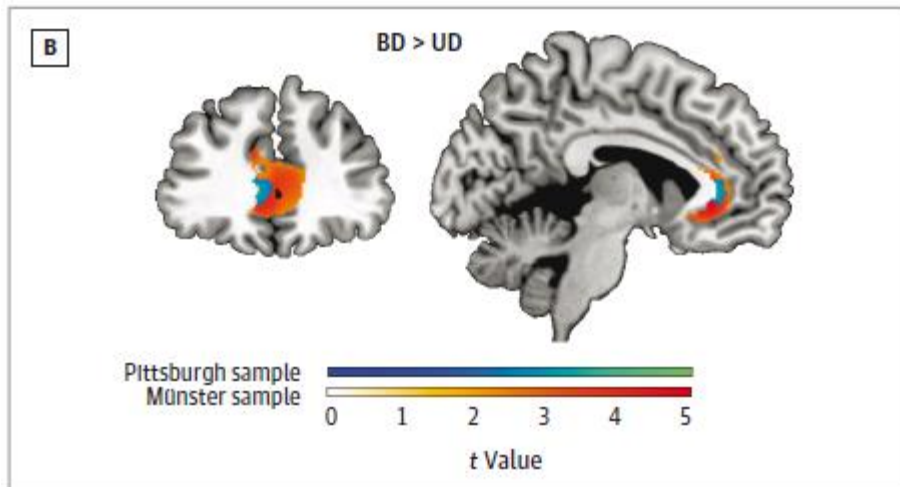 B
BD > UD
Pittsburgh sample
Münster sample
0 1 2 3 4 5
t Value